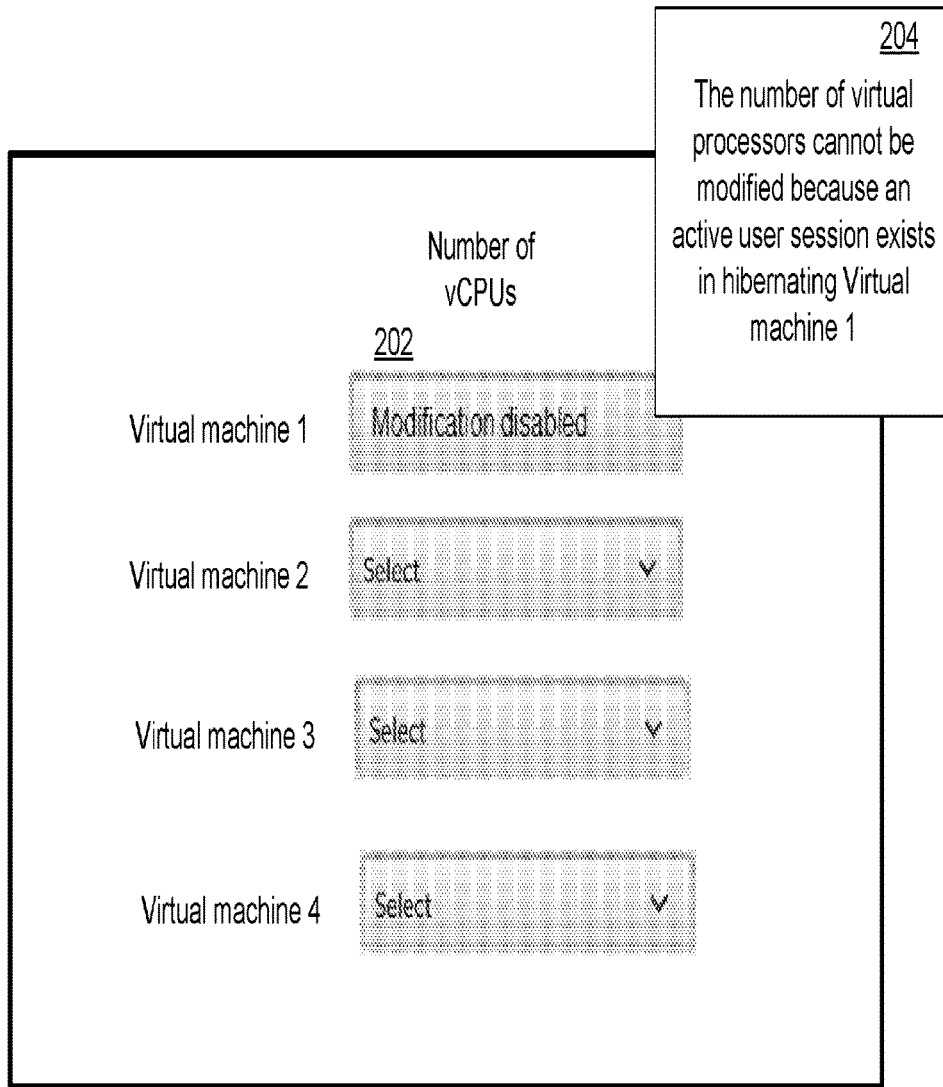 204
The number of virtual
processors cannot be
modified because an
active user session exists
in hibernating Virtual
machine 1
Number of
vCPUs
202
Virtual machine 1
Modification disabled
Virtual machine 2
Select
Virtual machine 3
Select
Virtual machine 4
Select